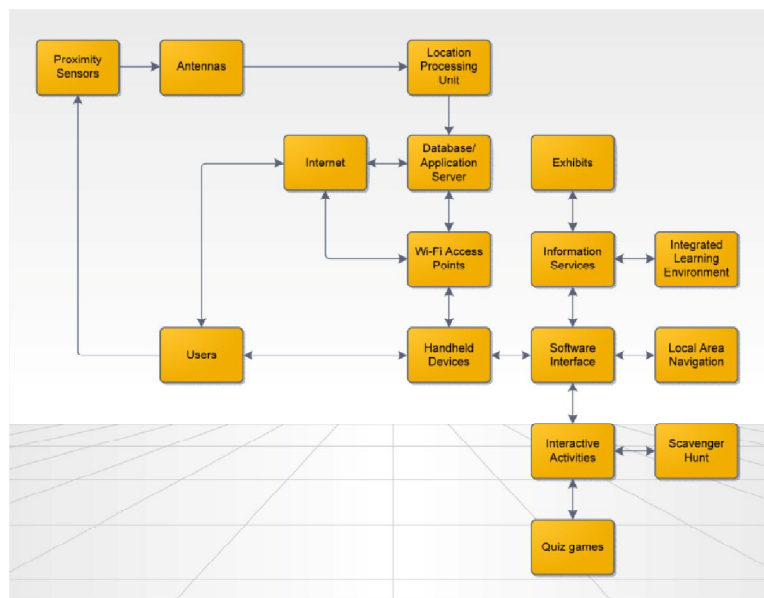 Proximity
Sensors
Antennas
Location
Processing
Unit
Internet
Database/
Application
Server
Exhibits
Wi-Fi Access
Points
Information
Services
Integrated
Learning
Environment
Users
Handheld
Devices
Software
Interface
Local Area
Navigation
Interactive
Activities
Scavenger
Hunt
Quiz games